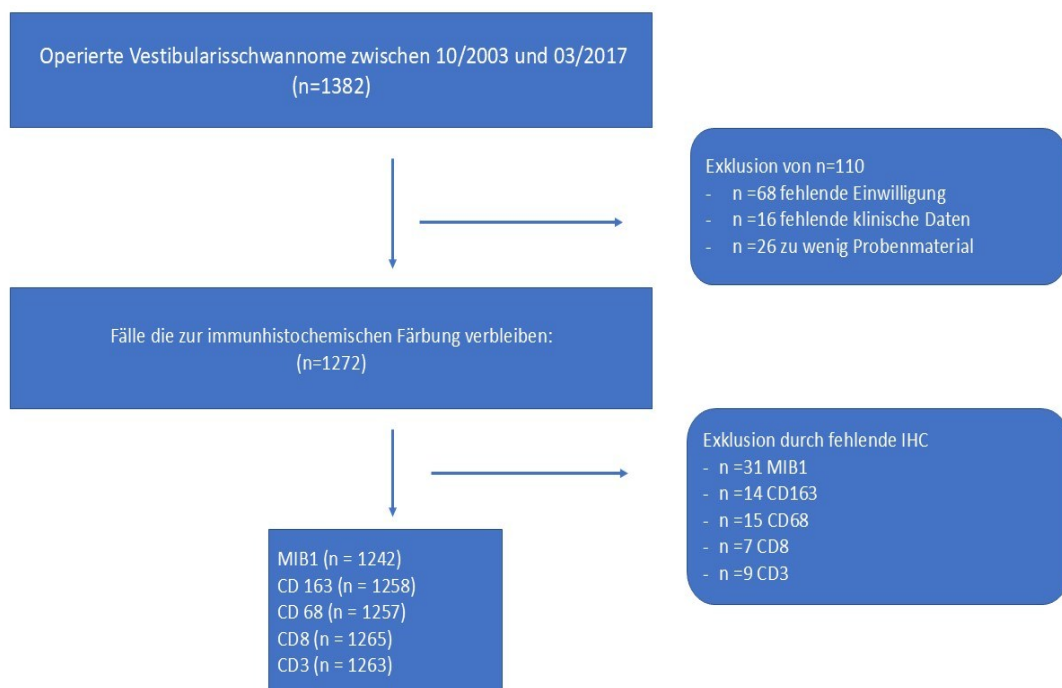 Operierte Vestibularisschwannome zwischen 10/2003 und 03/2017
(n=1382)
Exklusion von n=110
- n =68 fehlende Einwilligung
- n =16 fehlende klinische Daten
- n =26 zu wenig Probenmaterial
Fälle die zur immunhistochemischen Färbung verbleiben:
(n=1272)
Exklusion durch fehlende IHC
- n =31 MIB1
- n =14 CD163
- n =15 CD68
- n =7 CD8
- n =9 CD3
MIB1 (n = 1242)
CD 163 (n = 1258)
CD 68 (n = 1257)
CD8 (n = 1265)
CD3 (n = 1263)